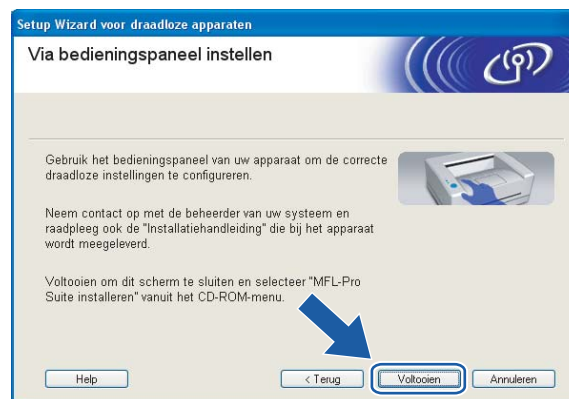 Setup Wizard voor draadloze apparaten
Via bedieningspaneel instellen
Gebruik het bedieningspaneel van uw apparaat om de correcte
draadloze instellingen te configureren.
Neem contact op met de beheerder van uw systeem en
raadpleeg ook de "Installatiehandleiding" die bij het apparaat
wordt meegeleverd.
Voltooien om dit scherm te sluiten en selecteer "MFL-Pro
Suite installeren" vanuit het CD-ROM-menu.
Help
< Terug
Voltooien
Annuleren